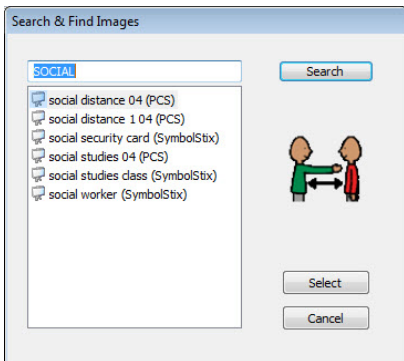 Search & Find Images
SOCIAL
Search
social distance 04 (PCS)
social distance 1 04 (PCS)
social security card (SymbolStix)
social studies 04 (PCS)
social studies class (SymbolStix)
social worker (SymbolStix)
Select
Cancel